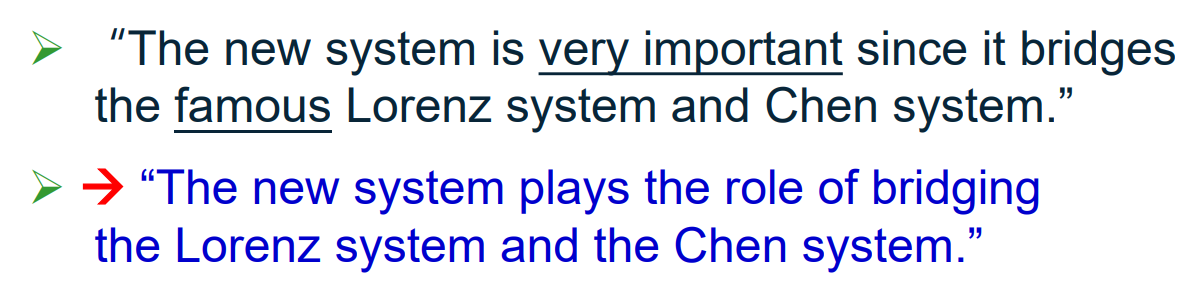 ➢ “The new system is very important since it bridges
the famous Lorenz system and Chen system.”
➢ → “The new system plays the role of bridging
the Lorenz system and the Chen system.”